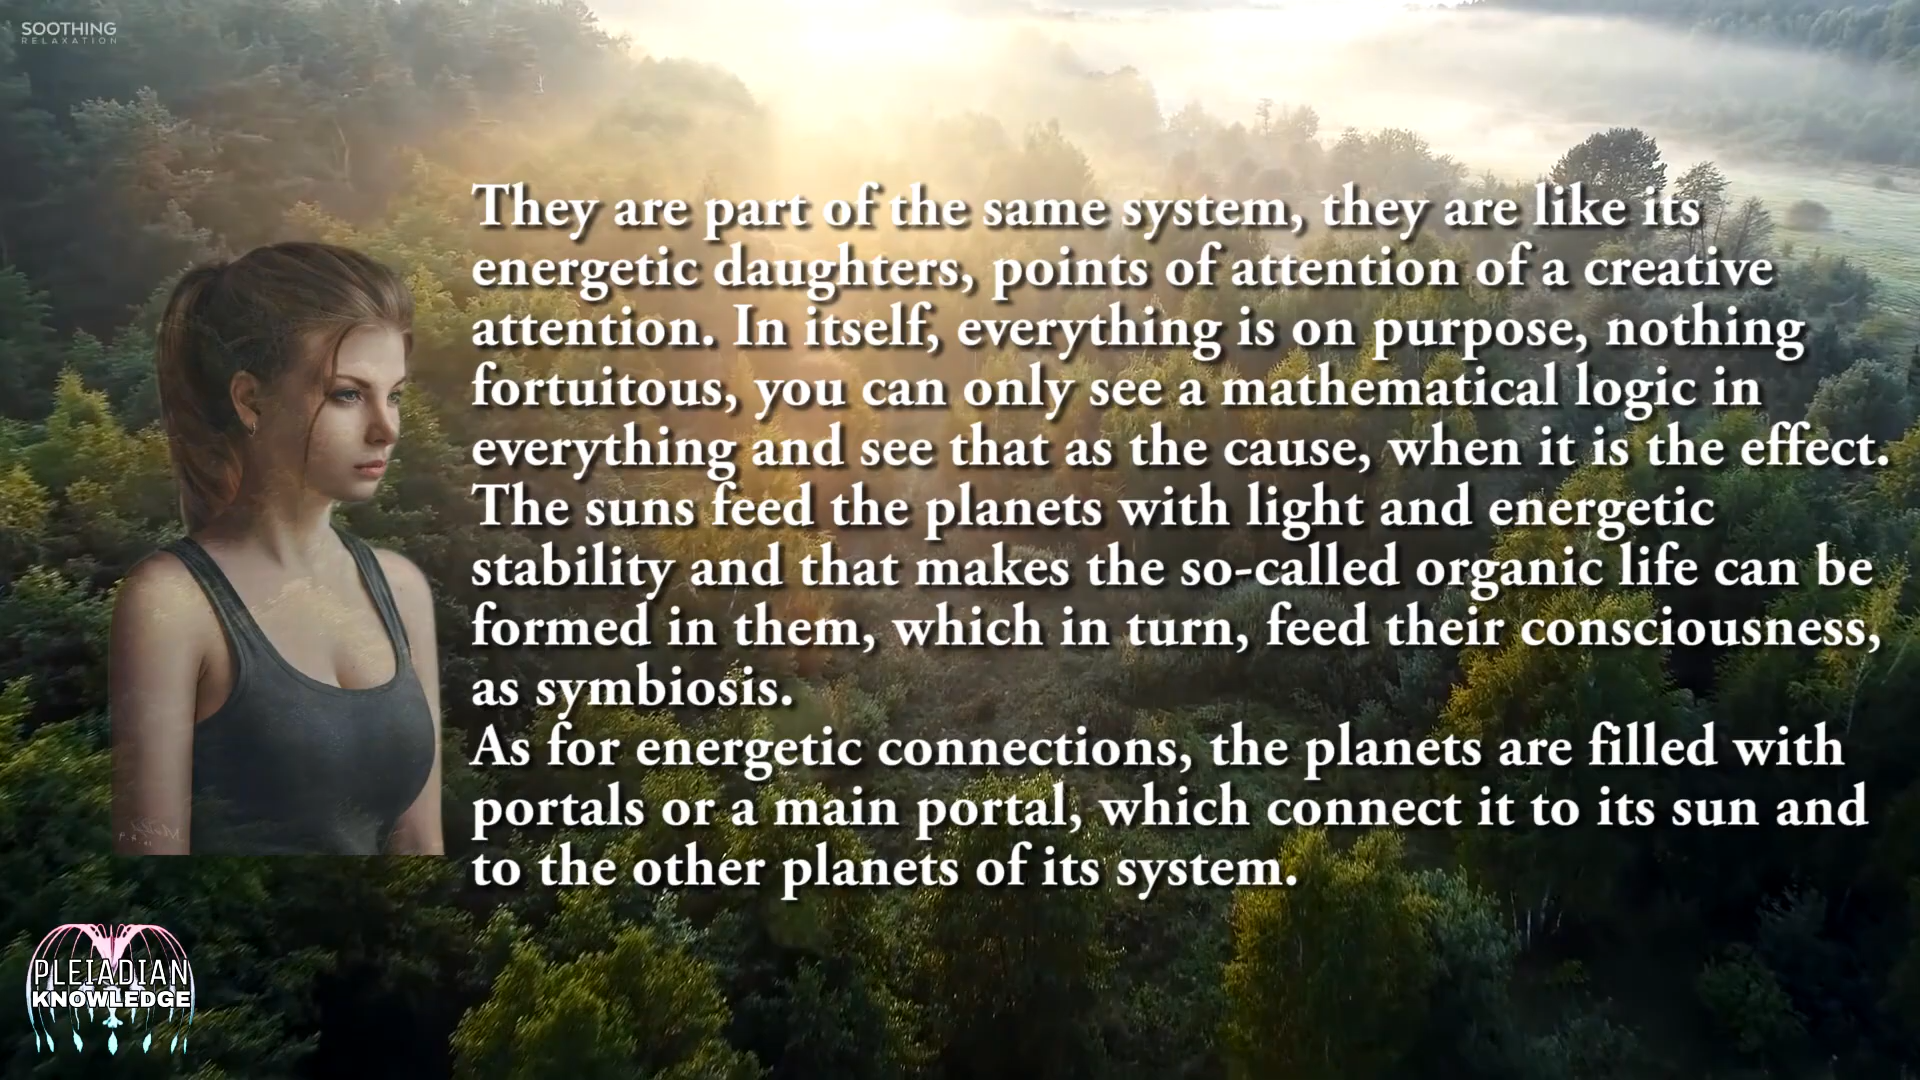 SOOTHING
RELAXATION
They are part of the same system, they are like its
energetic daughters, points of attention of a creative
attention. In itself, everything is on purpose, nothing
fortuitous, you can only see a mathematical logic in
everything and see that as the cause, when it is the effect.
The suns feed the planets with light and energetic
stability and that makes the so-called organic life can be
formed in them, which in turn, feed their consciousness,
as symbiosis.
As for energetic connections, the planets are filled with
portals or a main portal, which connect it to its sun and
to the other planets of its system.
PLEIADIAN
KNOWLEDGE